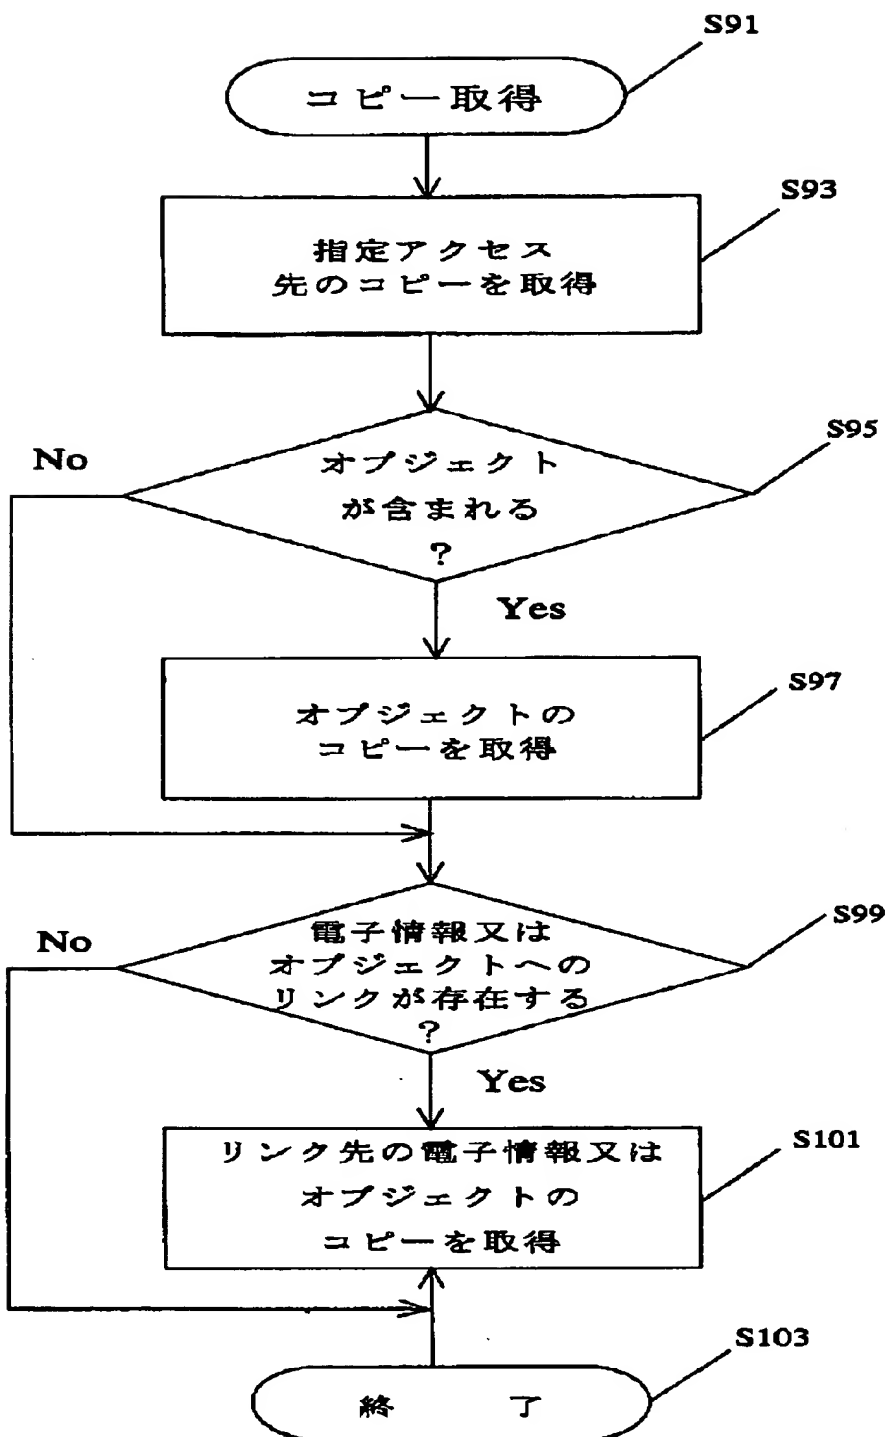 S91
コピー取得
S93
指定アクセス
先のコピーを取得
S95
No
オブジェクト
が含まれる
?
Yes
S97
オブジェクトの
コピーを取得
S99
No
電子情報又は
オブジェクトへの
リンクが存在する
?
Yes
S101
リンク先の電子情報又は
オブジェクトの
コピーを取得
S103
終 了